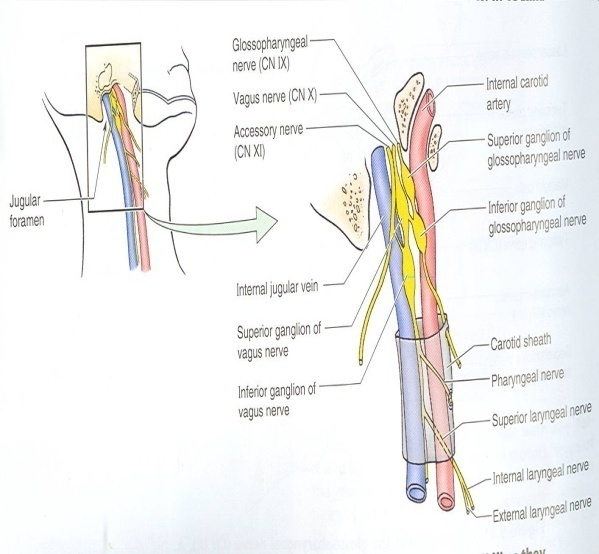 Glossopharyngeal
nerve (CN IX)
Vagus nerve (CN X)
Accessory nerve
(CN XI)
Jugular
foramen
Internal jugular vein
Superior ganglion of
vagus nerve
Inferior ganglion of
vagus nerve
Internal carotid
artery
Superior ganglion of
glossopharyngeal nerve
Inferior ganglion of
glossopharyngeal nerve
Carotid sheath
Pharyngeal nerve
Superior laryngeal nerve
Internal laryngeal nerve
External laryngeal nerve